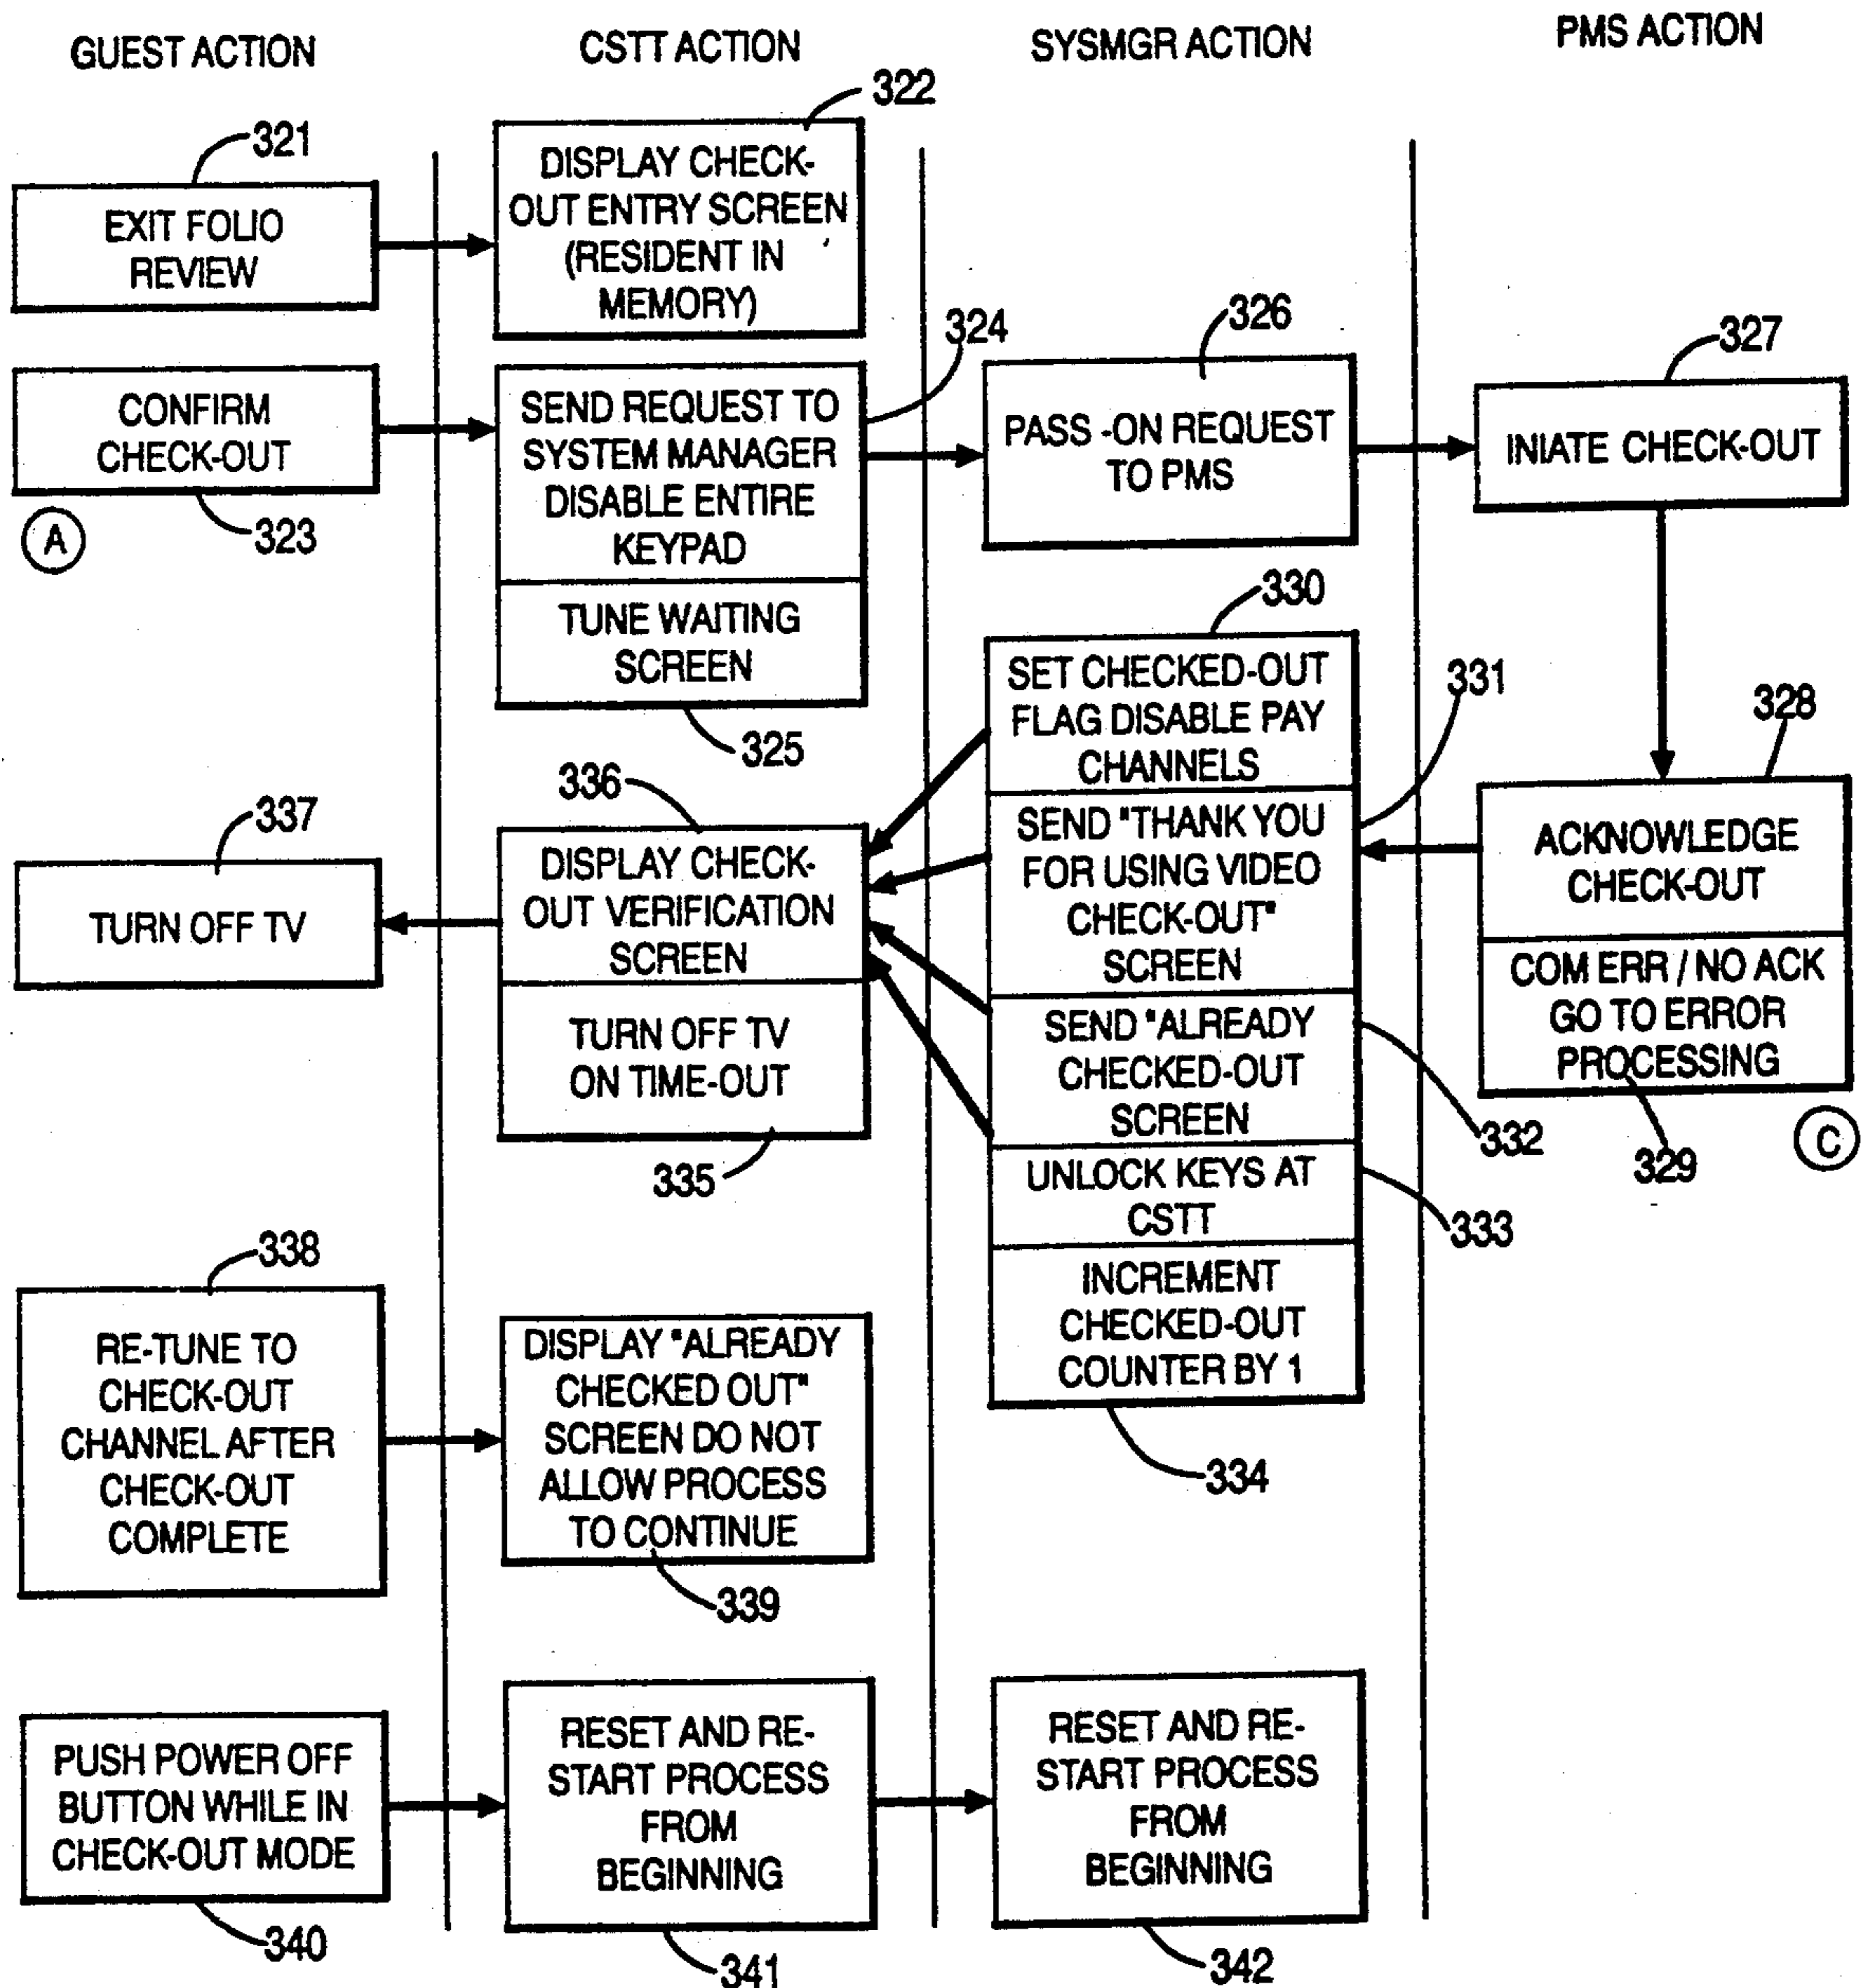 GUEST ACTION
CSTT ACTION
SYSMGR ACTION
PMS ACTION
321
EXIT FOLIO
REVIEW
322
DISPLAY CHECK-
OUT ENTRY SCREEN
(RESIDENT IN
MEMORY)
CONFIRM
CHECK-OUT
323
A
324
SEND REQUEST TO
SYSTEM MANAGER
DISABLE ENTIRE
KEYPAD
TUNE WAITING
SCREEN
325
326
PASS -ON REQUEST
TO PMS
327
INIATE CHECK-OUT
328
ACKNOWLEDGE
CHECK-OUT
COM ERR / NO ACK
GO TO ERROR
PROCESSING
329
C
330
SET CHECKED-OUT
FLAG DISABLE PAY
CHANNELS
331
SEND "THANK YOU
FOR USING VIDEO
CHECK-OUT"
SCREEN
SEND "ALREADY
CHECKED-OUT
SCREEN
332
UNLOCK KEYS AT
CSTT
333
INCREMENT
CHECKED-OUT
COUNTER BY 1
334
336
DISPLAY CHECK-
OUT VERIFICATION
SCREEN
TURN OFF TV
ON TIME-OUT
335
337
TURN OFF TV
338
RE-TUNE TO
CHECK-OUT
CHANNEL AFTER
CHECK-OUT
COMPLETE
DISPLAY "ALREADY
CHECKED OUT"
SCREEN DO NOT
ALLOW PROCESS
TO CONTINUE
339
PUSH POWER OFF
BUTTON WHILE IN
CHECK-OUT MODE
340
RESET AND RE-
START PROCESS
FROM
BEGINNING
341
RESET AND RE-
START PROCESS
FROM
BEGINNING
342